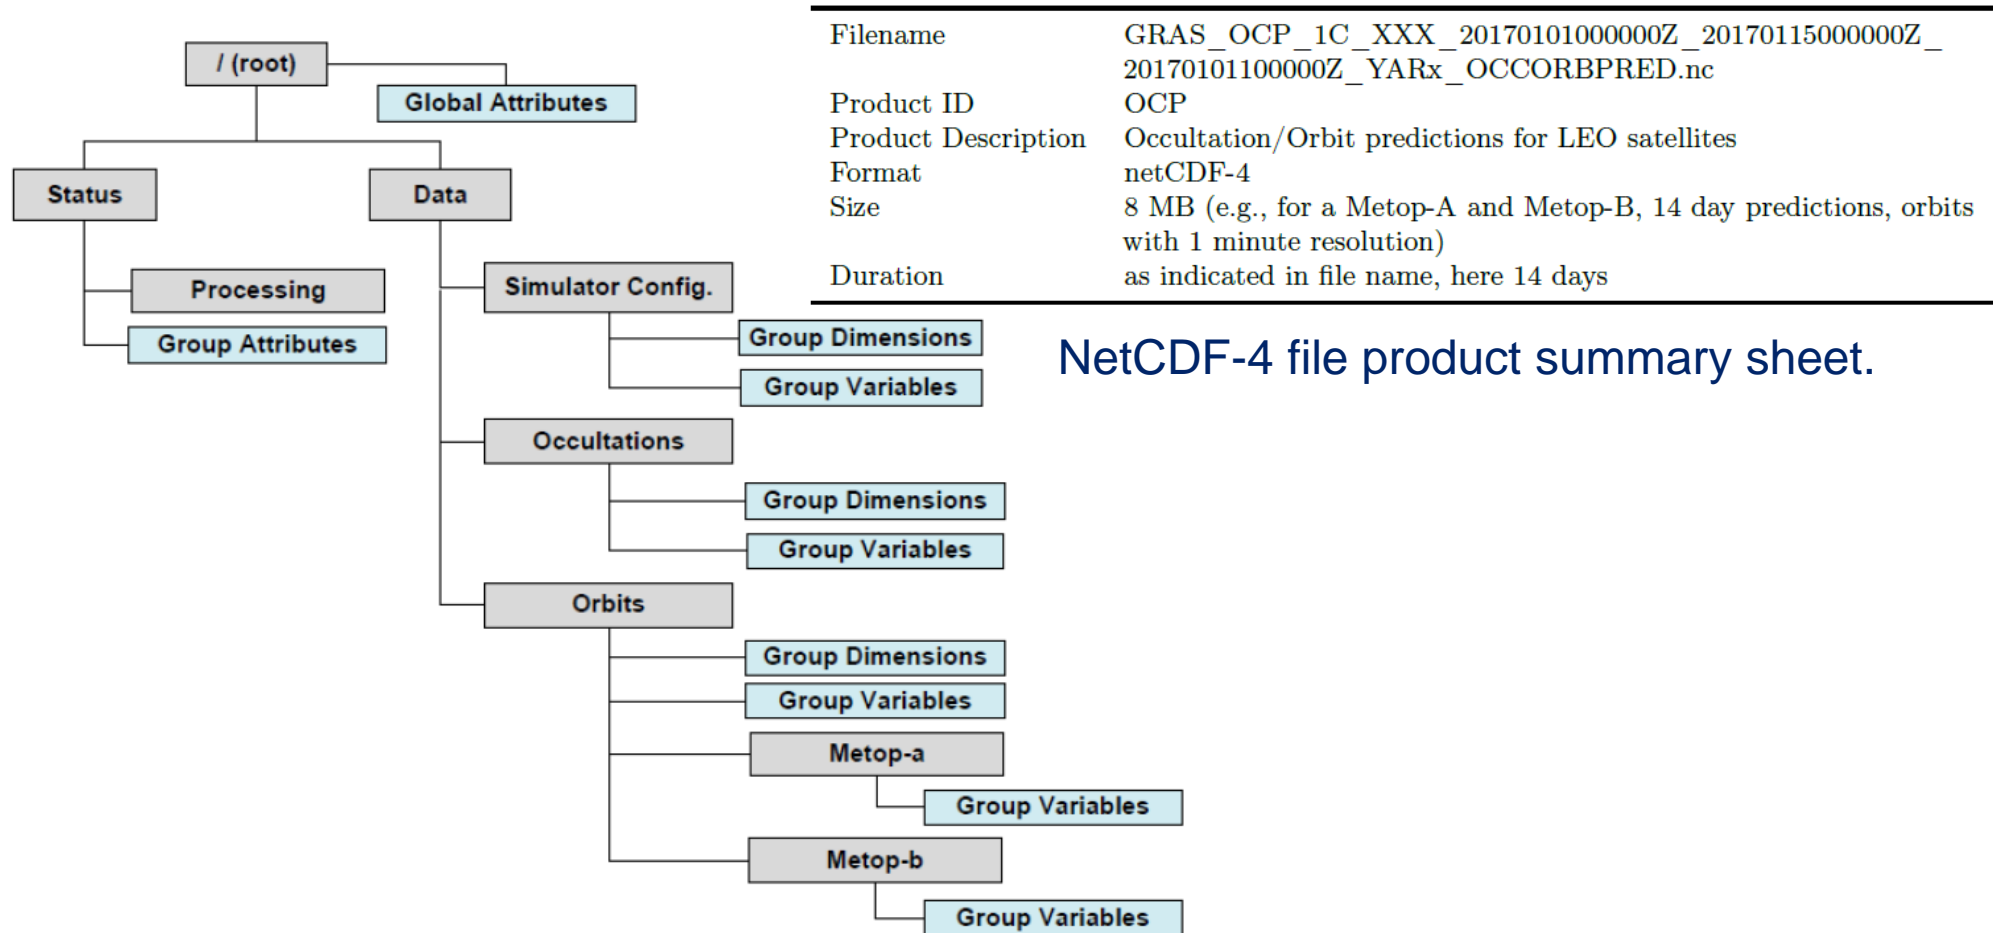 / (root)
Global Attributes
Status
Data
Processing
Group Attributes
Simulator Config.
Group Dimensions
Group Variables
Occultations
Group Dimensions
Group Variables
Orbits
Group Dimensions
Group Variables
Metop-a
Group Variables
Metop-b
Group Variables
Filename GRAS_OCP_1C_XXX_20170101000000Z_20170115000000Z_
20170101100000Z_YARx_OCCORBPRED.nc
Product ID OCP
Product Description Occultation/Orbit predictions for LEO satellites
Format netCDF-4
Size 8 MB (e.g., for a Metop-A and Metop-B, 14 day predictions, orbits
with 1 minute resolution)
Duration as indicated in file name, here 14 days
NetCDF-4 file product summary sheet.